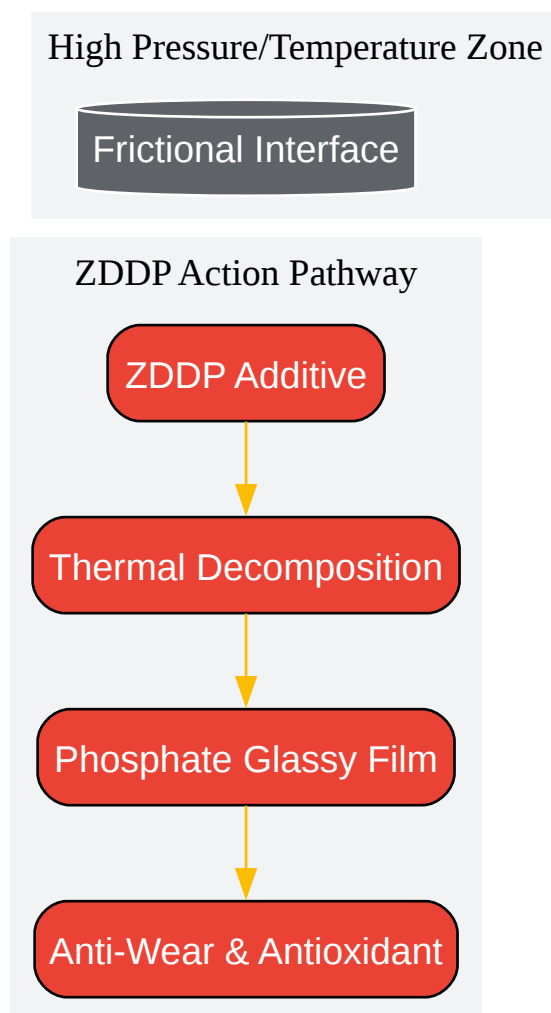 High Pressure/Temperature Zone
Frictional Interface
ZDDP Action Pathway
ZDDP Additive
Thermal Decomposition
Phosphate Glassy Film
Anti-Wear & Antioxidant